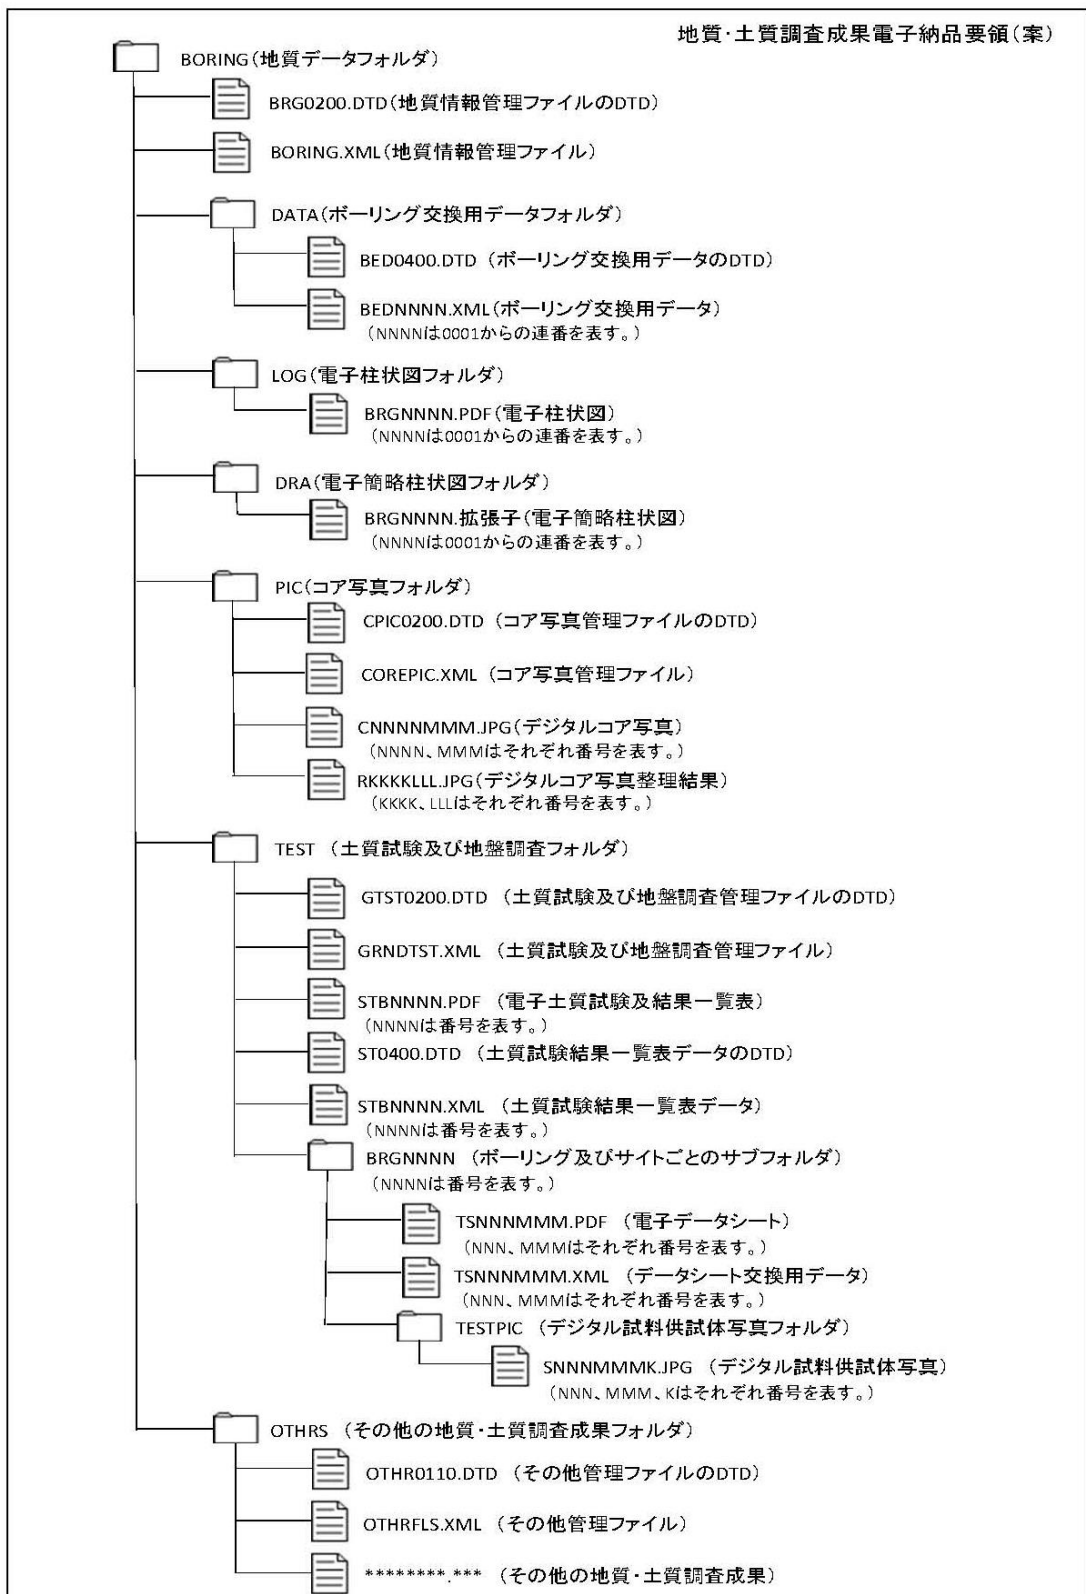 地質･土質調査成果電子納品要領(案)
BORING(地質データフォルダ)
BRG0200.DTD(地質情報管理ファイルのDTD)
BORING.XML(地質情報管理ファイル)
DATA(ボーリング交換用データフォルダ)
BED0400.DTD (ボーリング交換用データのDTD)
BEDNNNN.XML(ボーリング交換用データ)
(NNNNは0001からの連番を表す。)
LOG(電子柱状図フォルダ)
BRGNNNN.PDF(電子柱状図)
(NNNNは0001からの連番を表す。)
DRA(電子簡略柱状図フォルダ)
BRGNNNN.拡張子(電子簡略柱状図)
(NNNNは0001からの連番を表す。)
PIC(コア写真フォルダ)
CPIC0200.DTD (コア写真管理ファイルのDTD)
COREPIC.XML (コア写真管理ファイル)
CNNNNMMM.JPG(デジタルコア写真)
(NNNN、MMMはそれぞれ番号を表す。)
RKKKKLLL.JPG(デジタルコア写真整理結果)
(KKKK、LLLはそれぞれ番号を表す。)
TEST (土質試験及び地盤調査フォルダ)
GTST0200.DTD (土質試験及び地盤調査管理ファイルのDTD)
GRNDTST.XML (土質試験及び地盤調査管理ファイル)
STBNNNN.PDF (電子土質試験及結果一覧表)
(NNNNは番号を表す。)
ST0400.DTD (土質試験結果一覧表データのDTD)
STBNNNN.XML (土質試験結果一覧表データ)
(NNNNは番号を表す。)
BRGNNNN (ボーリング及びサイトごとのサブフォルダ)
(NNNNは番号を表す。)
TSNNNMMM.PDF (電子データシート)
(NNN、MMMはそれぞれ番号を表す。)
TSNNNMMM.XML (データシート交換用データ)
(NNN、MMMはそれぞれ番号を表す。)
TESTPIC (デジタル試料供試体写真フォルダ)
SNNNMMMK.JPG (デジタル試料供試体写真)
(NNN、MMM、Kはそれぞれ番号を表す。)
OTHRS (その他の地質･土質調査成果フォルダ)
OTHR0110.DTD (その他管理ファイルのDTD)
OTHRFLS.XML (その他管理ファイル)
********.*** (その他の地質･土質調査成果)